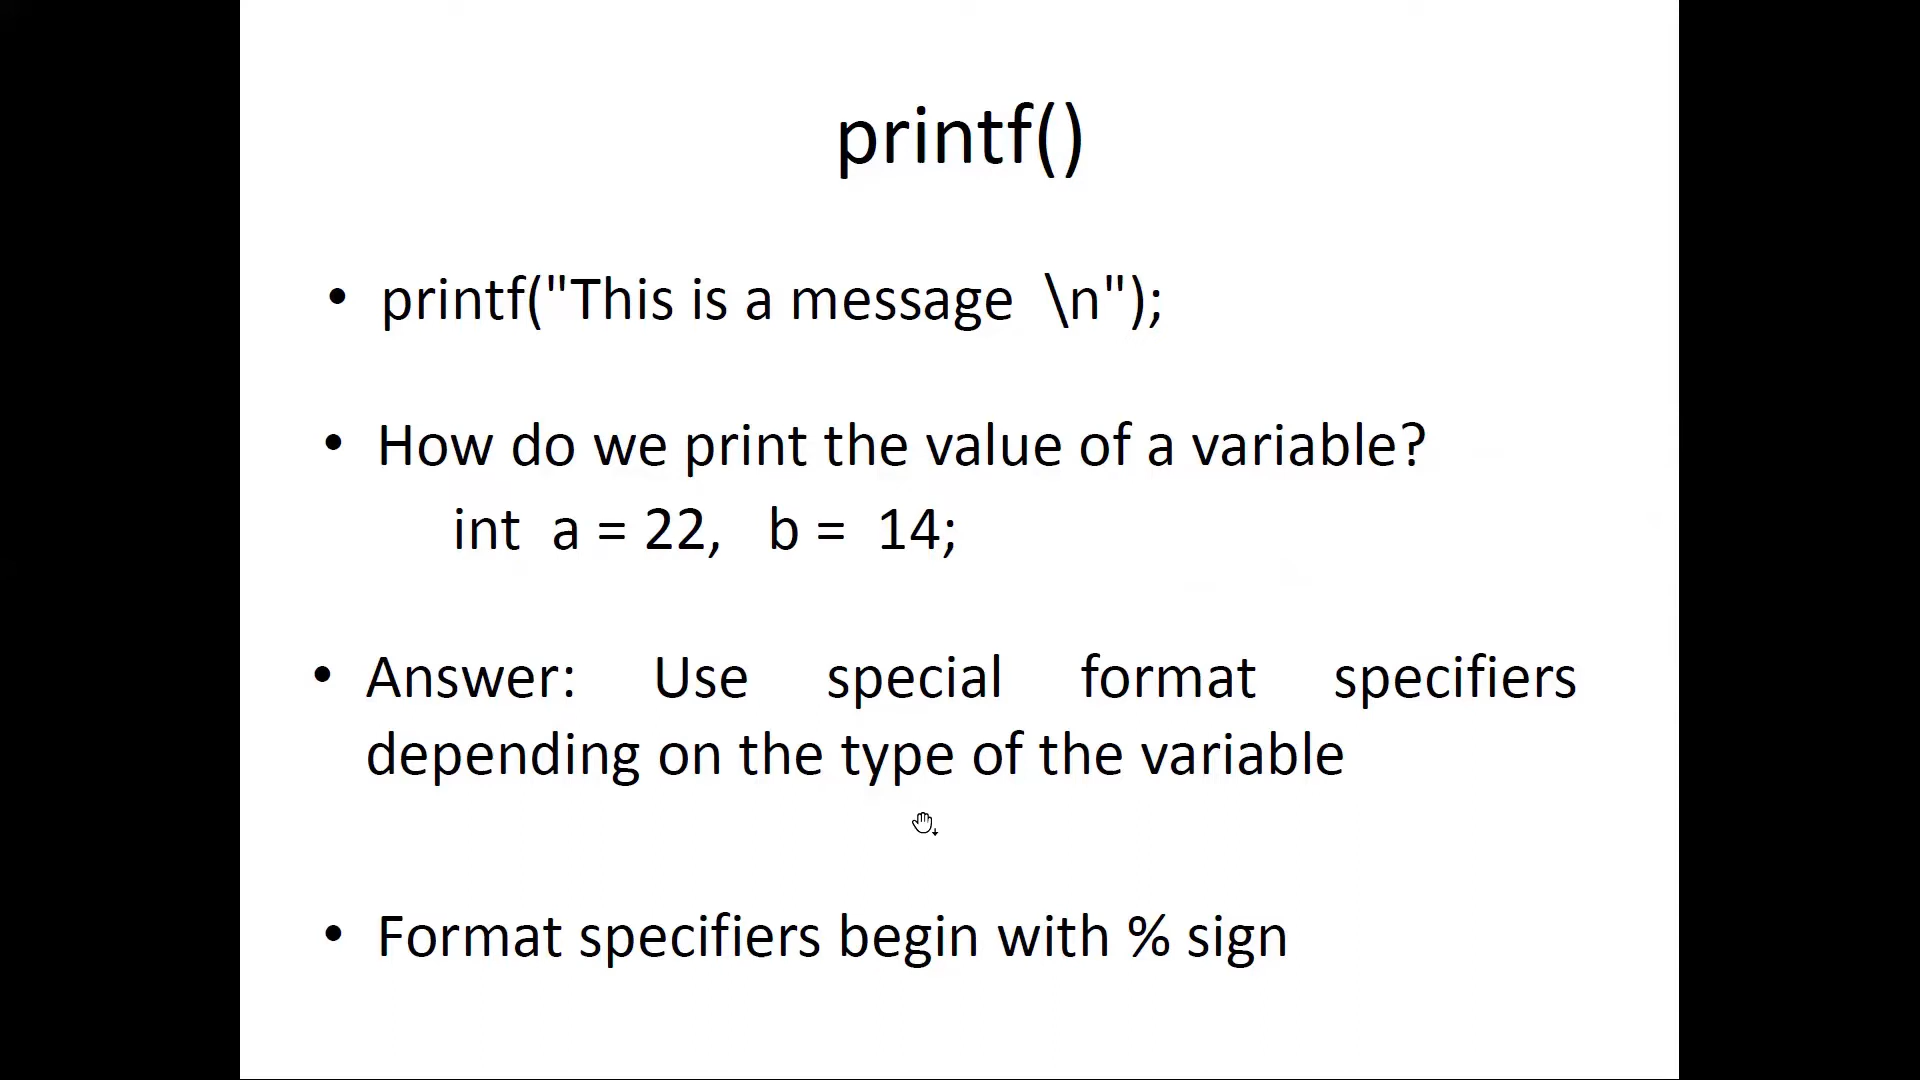 printf()
• printf("This is a message  \n");
• How do we print the value of a variable?
int  a = 22,   b =  14;
• Answer: Use special format specifiers
depending on the type of the variable
• Format specifiers begin with % sign